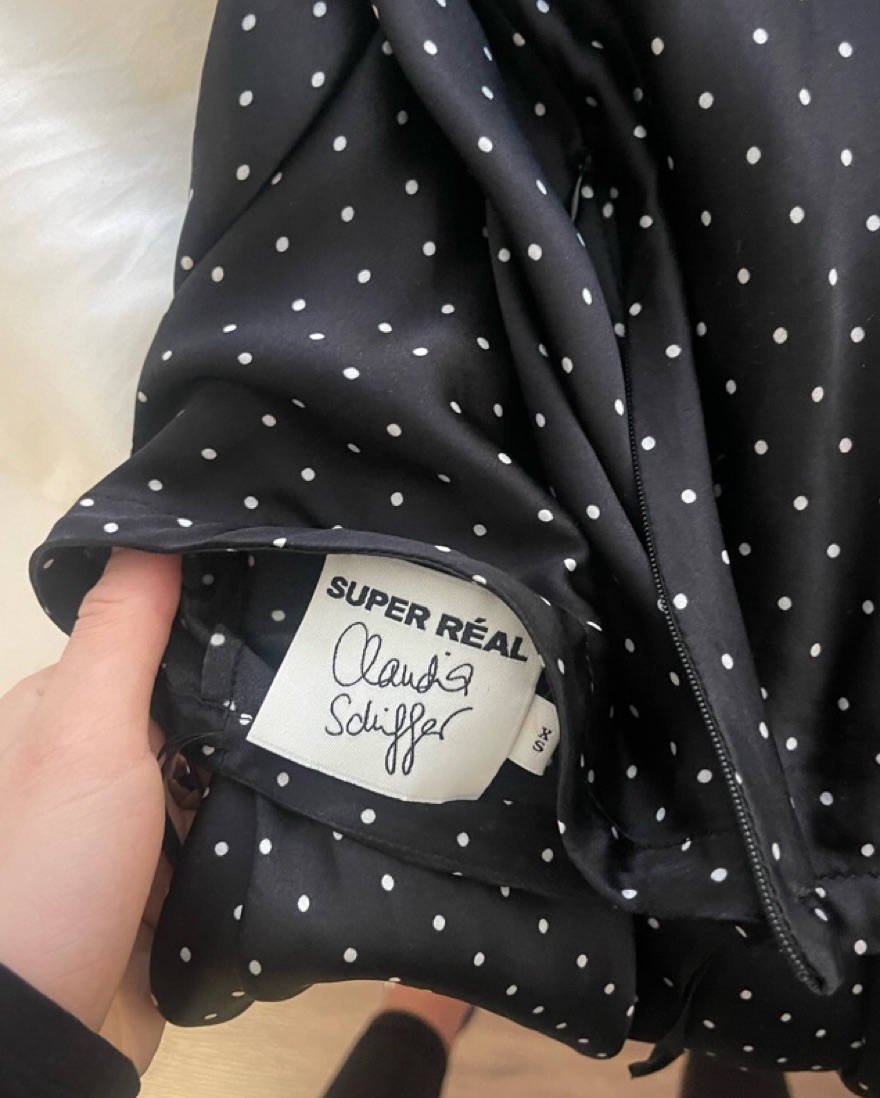 SUPER RÉAL
Claudia
Schiffer
XS